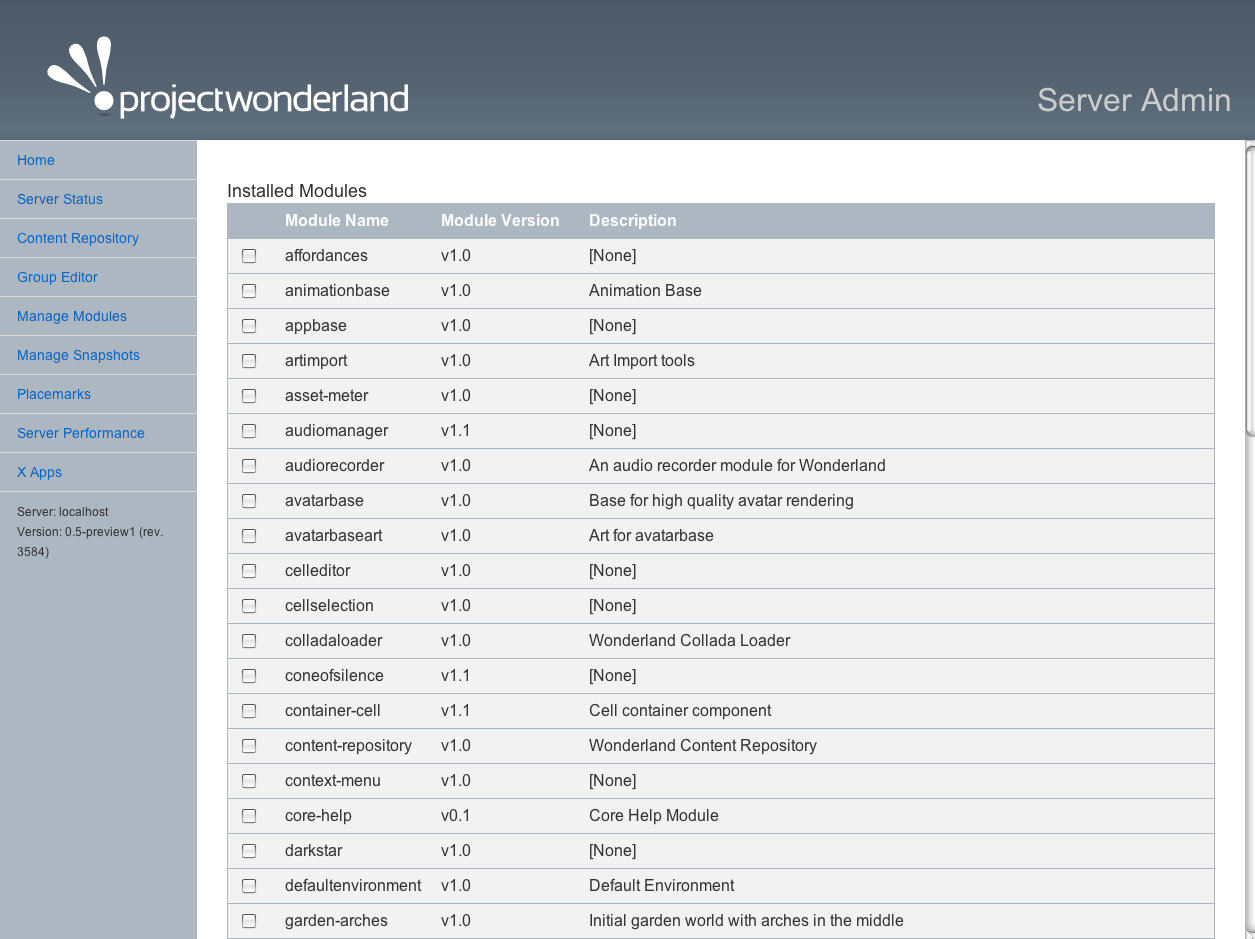 projectwonderland
Server Admin
Home
Server Status
Content Repository
Group Editor
Manage Modules
Manage Snapshots
Placemarks
Server Performance
X Apps
Server: localhost
Version: 0.5-preview1 (rev.
3584)
Installed Modules
Module Name Module Version Description
affordances v1.0 [None]
animationbase v1.0 Animation Base
appbase v1.0 [None]
artimport v1.0 Art Import tools
asset-meter v1.0 [None]
audiomanager v1.1 [None]
audiorecorder v1.0 An audio recorder module for Wonderland
avatarbase v1.0 Base for high quality avatar rendering
avatarbaseart v1.0 Art for avatarbase
celleditor v1.0 [None]
cellselection v1.0 [None]
colladaloader v1.0 Wonderland Collada Loader
coneofsilence v1.1 [None]
container-cell v1.1 Cell container component
content-repository v1.0 Wonderland Content Repository
context-menu v1.0 [None]
core-help v0.1 Core Help Module
darkstar v1.0 [None]
defaultenvironment v1.0 Default Environment
garden-arches v1.0 Initial garden world with arches in the middle